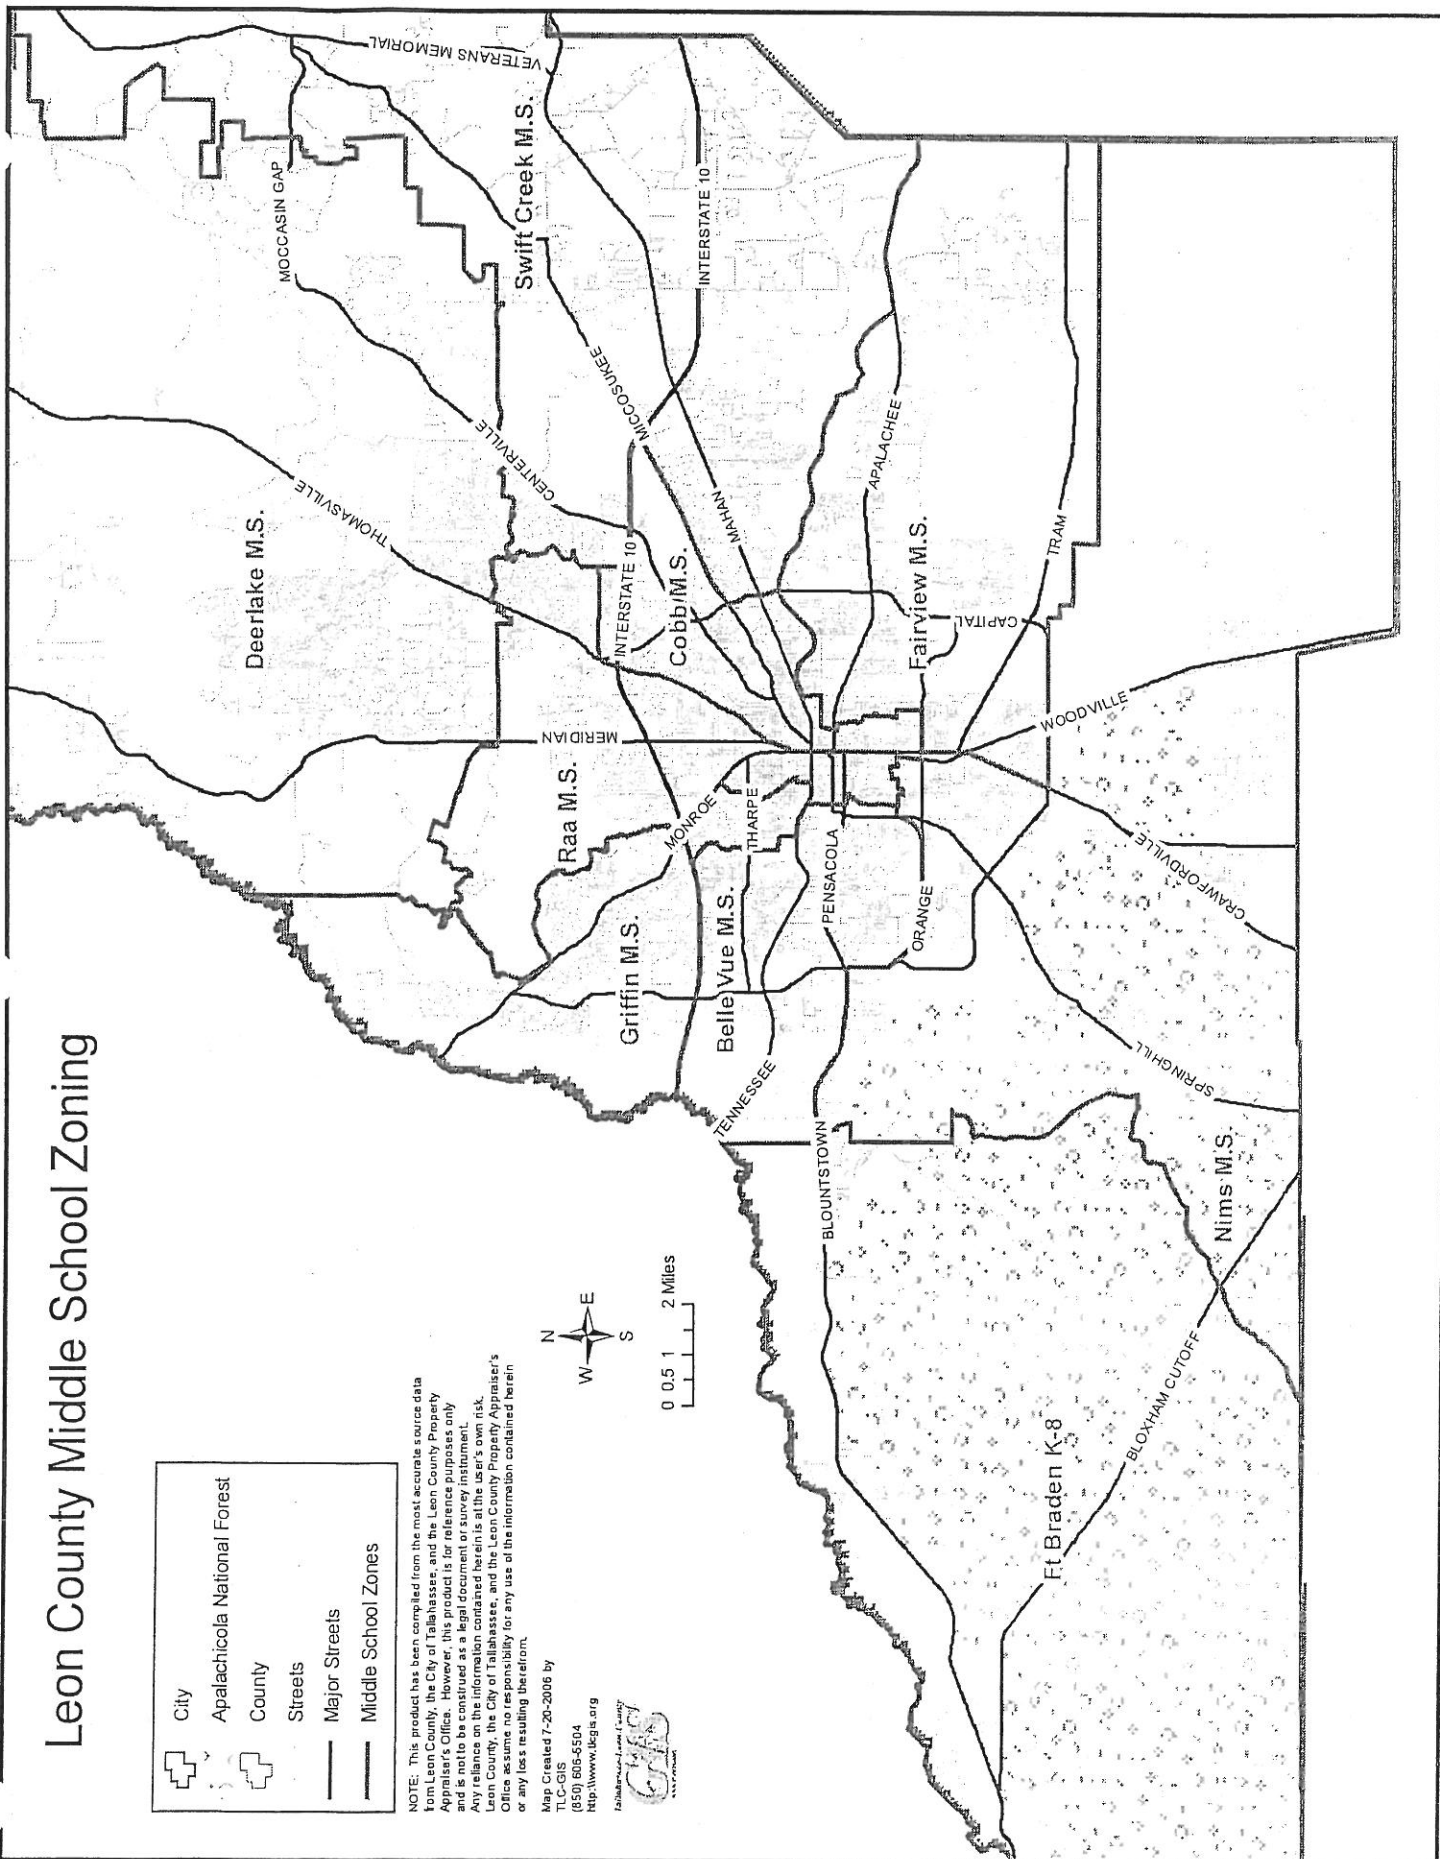 Leon County Middle School Zoning
City
Apalachicola National Forest
County
Streets
Major Streets
Middle School Zones
NOTE: This product has been compiled from the most accurate source data
from Leon County, the City of Tallahassee, and the Leon County Property
Appraiser's Office. However, this product is for reference purposes only
and is not to be construed as a legal document or survey instrument.
Any reliance on the information contained herein is at the user's own risk.
Leon County, the City of Tallahassee, and the Leon County Property Appraiser's
Office assume no responsibility for any use of the information contained herein
or any loss resulting therefrom.
Map Created 7-20-2006 by
TLC-GIS
(850) 606-5504
http:\\www.tlcgis.org
GIS
N
W E
S
0 0.5 1 2 Miles
VETERANS MEMORIAL
MOCCASIN GAP
Swift Creek M.S.
INTERSTATE 10
MICCOSUKEE
CENTERVILLE
THOMASVILLE
Deerlake M.S.
MAHAN
APALACHEE
INTERSTATE 10
Cobb M.S.
Fairview M.S.
TRAM
CAPITAL
MERIDIAN
WOODVILLE
Raa M.S.
MONROE
THARPE
PENSACOLA
ORANGE
CRAWFORDVILLE
Griffin M.S.
Belle Vue M.S.
TENNESSEE
SPRINGHILL
BLOUNTSTOWN
Nims M.S.
BLOXHAM CUTOFF
Ft Braden K-8